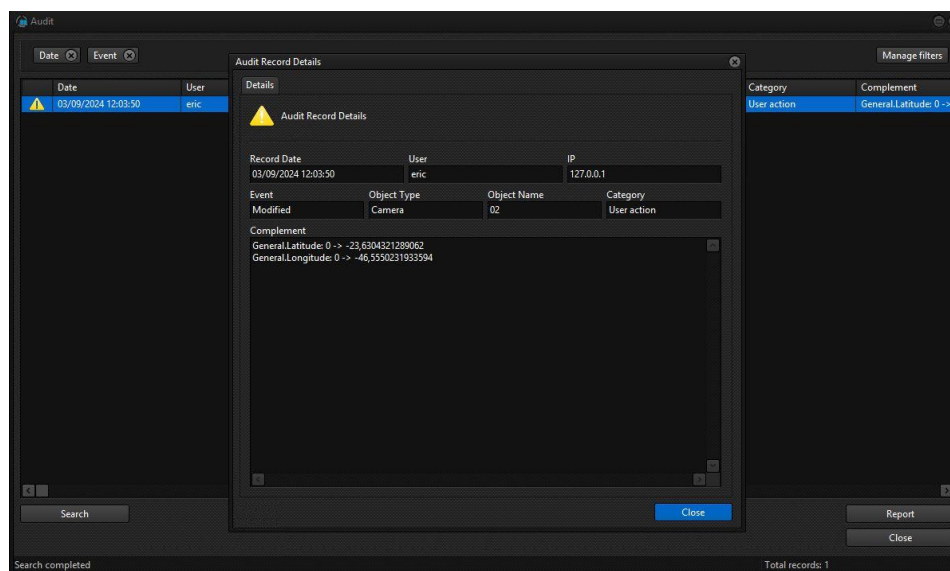 Audit
Date
Event
Manage filters
Date
User
Category
Complement
03/09/2024 12:03:50
eric
User action
General.Latitude: 0 ->
Audit Record Details
Details
Audit Record Details
Record Date
User
IP
03/09/2024 12:03:50
eric
127.0.0.1
Event
Object Type
Object Name
Category
Modified
Camera
02
User action
Complement
General.Latitude: 0 -> -23,6304321289062
General.Longitude: 0 -> -46,5550231933594
Close
Search
Report
Close
Search completed
Total records: 1